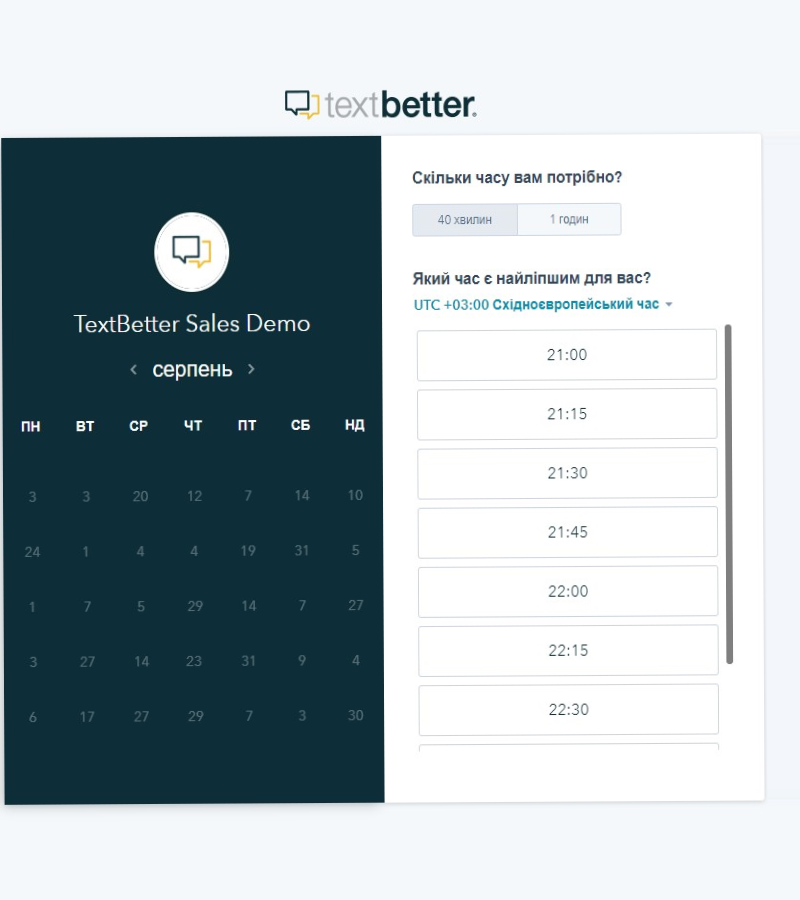 textbetter
TextBetter Sales Demo
серпень
ПН ВТ СР ЧТ ПТ СБ НД
3 3 20 12 7 14 10
24 1 4 4 19 31 5
1 7 5 29 14 7 27
3 27 14 23 31 9 4
6 17 27 29 7 3 30
Скільки часу вам потрібно?
40 хвилин 1 годин
Який час є найліпшим для вас?
UTC +03:00 Східноєвропейський час
21:00
21:15
21:30
21:45
22:00
22:15
22:30